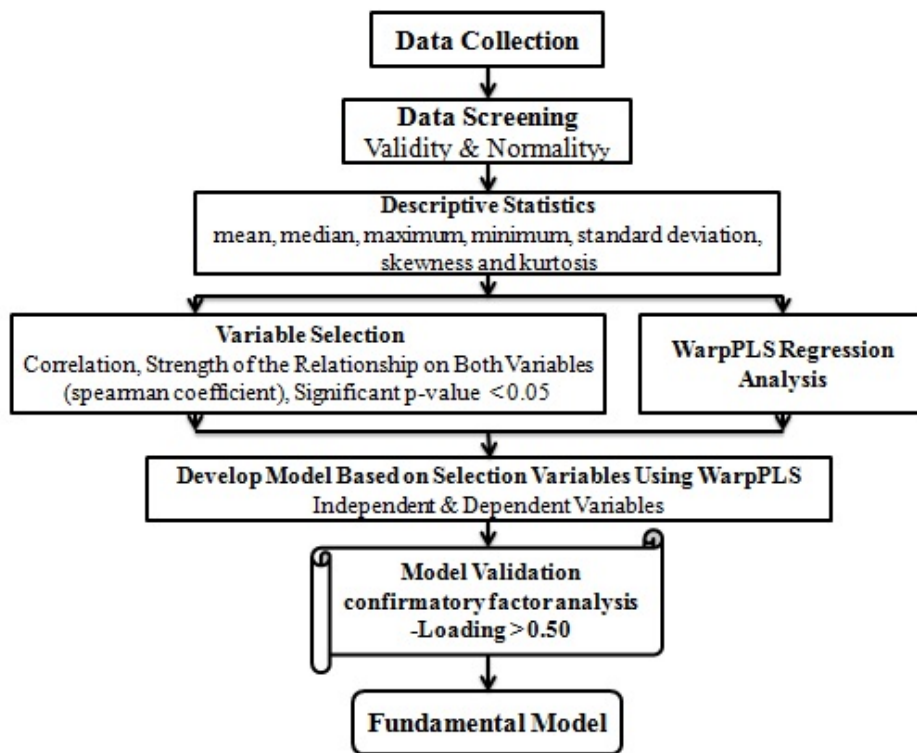 Data Collection
Data Screening
Validity & Normalityy
Descriptive Statistics
mean, median, maximum, minimum, standard deviation,
skewness and kurtosis
Variable Selection
Correlation, Strength of the Relationship on Both Variables
(spearman coefficient), Significant p-value <0.05
WarpPLS Regression
Analysis
Develop Model Based on Selection Variables Using WarpPLS
Independent & Dependent Variables
Model Validation
confirmatory factor analysis
-Loading > 0.50
Fundamental Model